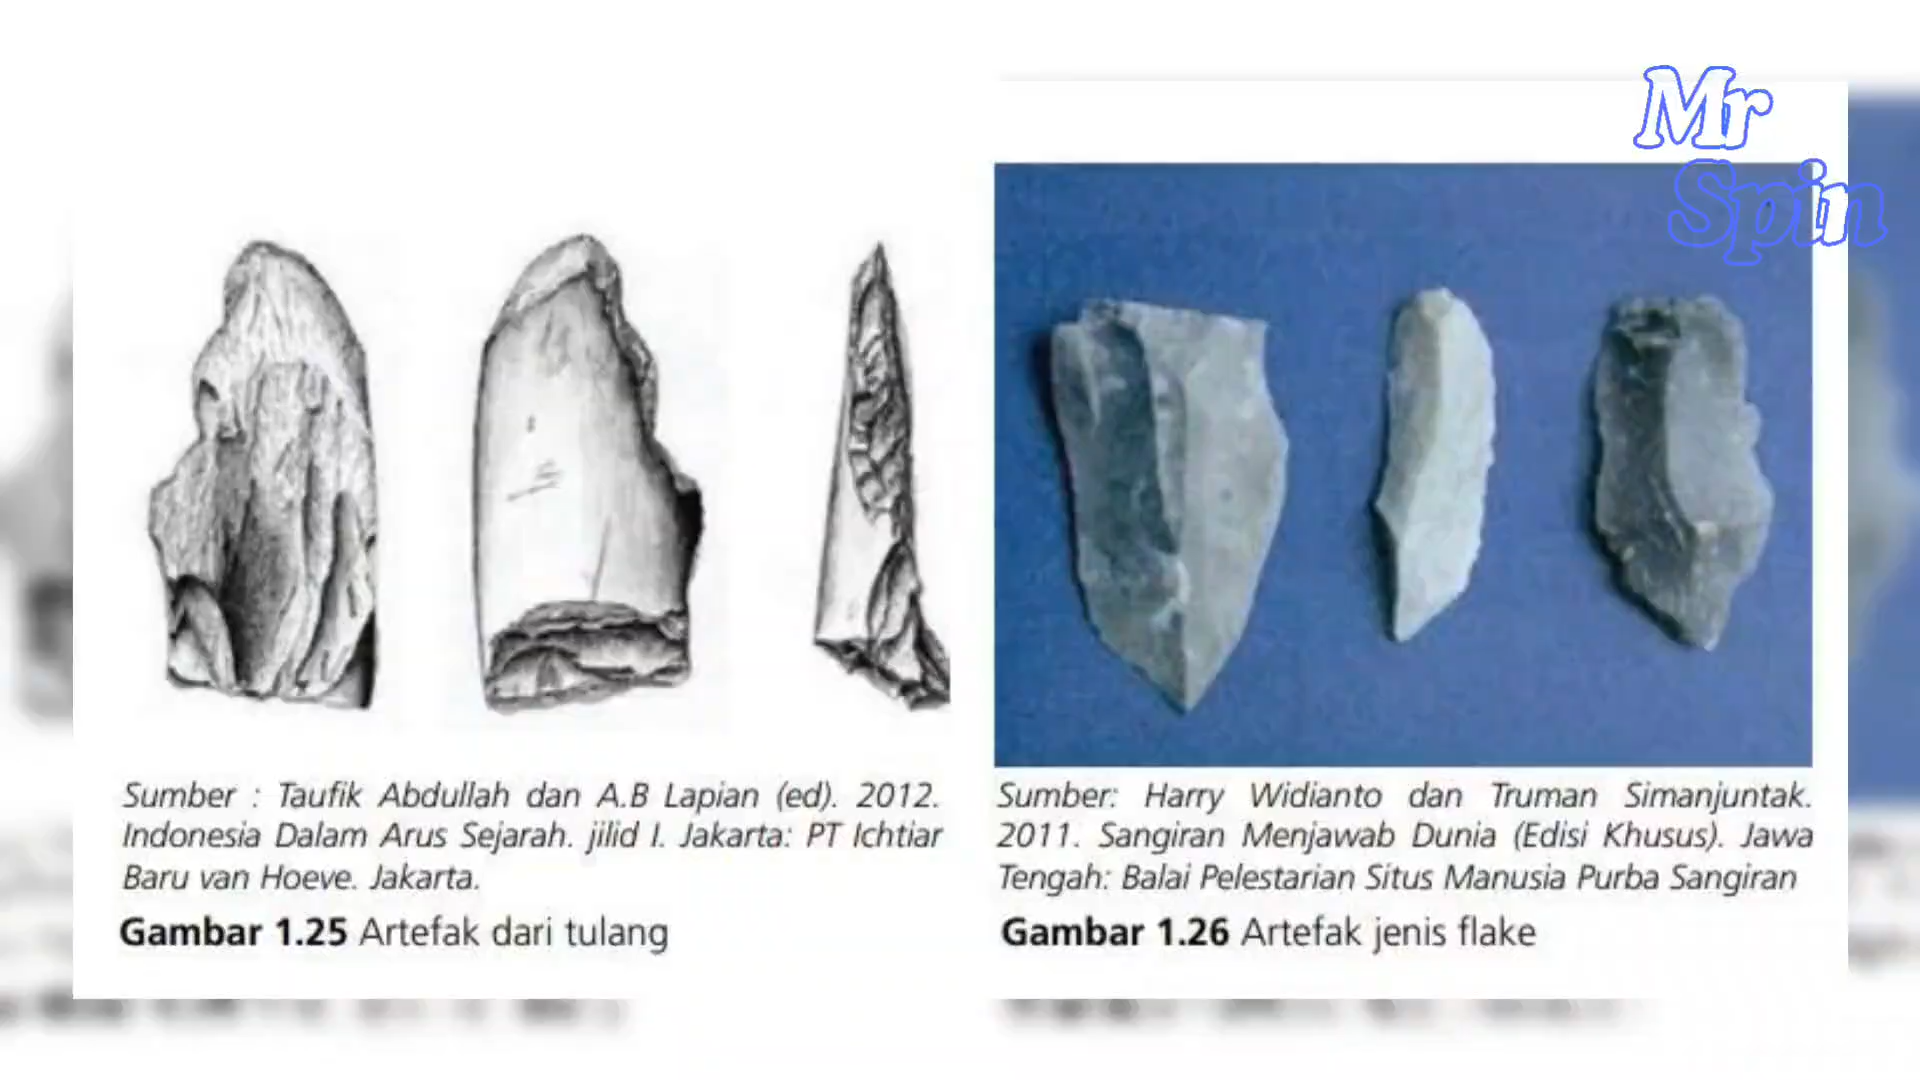 Mr
Spin
Sumber : Taufik Abdullah dan A.B Lapian (ed). 2012.
Indonesia Dalam Arus Sejarah. jilid I. Jakarta: PT Ichtiar
Baru van Hoeve. Jakarta.
Gambar 1.25 Artefak dari tulang
Sumber: Harry Widianto dan Truman Simanjuntak.
2011. Sangiran Menjawab Dunia (Edisi Khusus). Jawa
Tengah: Balai Pelestarian Situs Manusia Purba Sangiran
Gambar 1.26 Artefak jenis flake